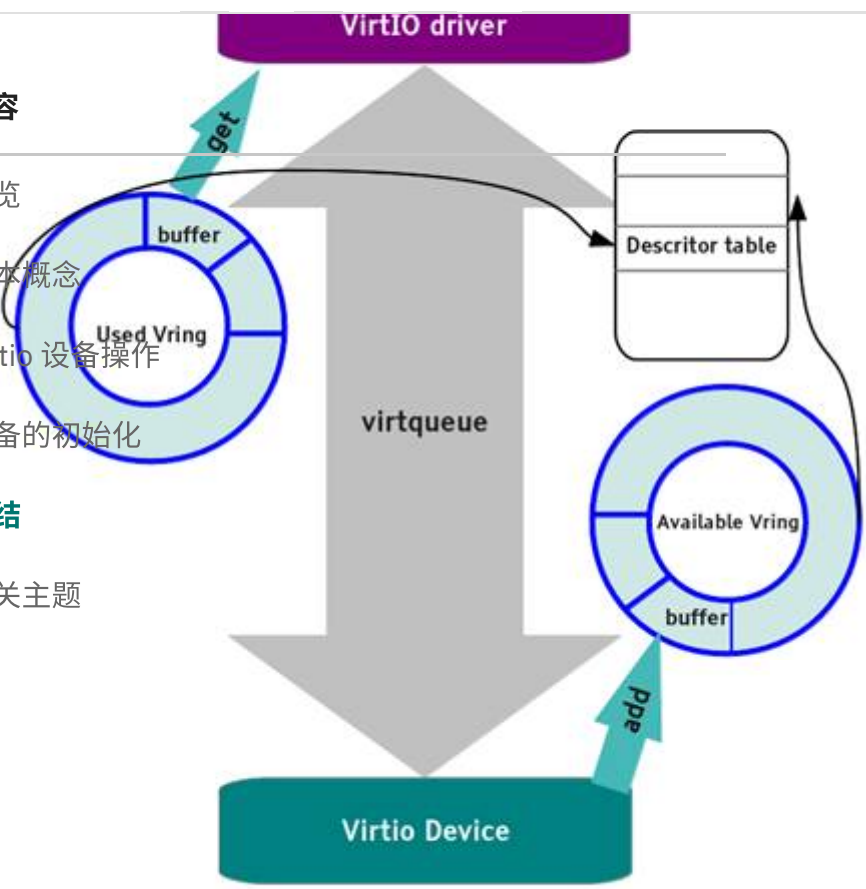 VirtIO driver
容
get
览
buffer
Descritor table
本概念
Used Vring
tio 设备操作
virtqueue
备的初始化
结
Available Vring
关主题
buffer
add
Virtio Device